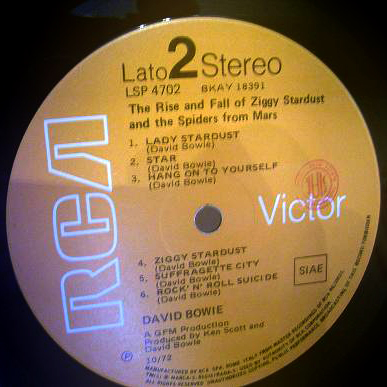 Lato 2 Stereo
LSP 4702 BKAY 18391
The Rise and Fall of Ziggy Stardust
and the Spiders from Mars
1. LADY STARDUST
(David Bowie)
2. STAR
(David Bowie)
3. HANG ON TO YOURSELF
(David Bowie)
RCA
Victor
4. ZIGGY STARDUST
(David Bowie)
5. SUFFRAGETTE CITY
(David Bowie)
6. ROCK' N' ROLL SUICIDE
(David Bowie)
SIAE
DAVID BOWIE
A GFM Production
Produced by Ken Scott and
David Bowie
P 10/72